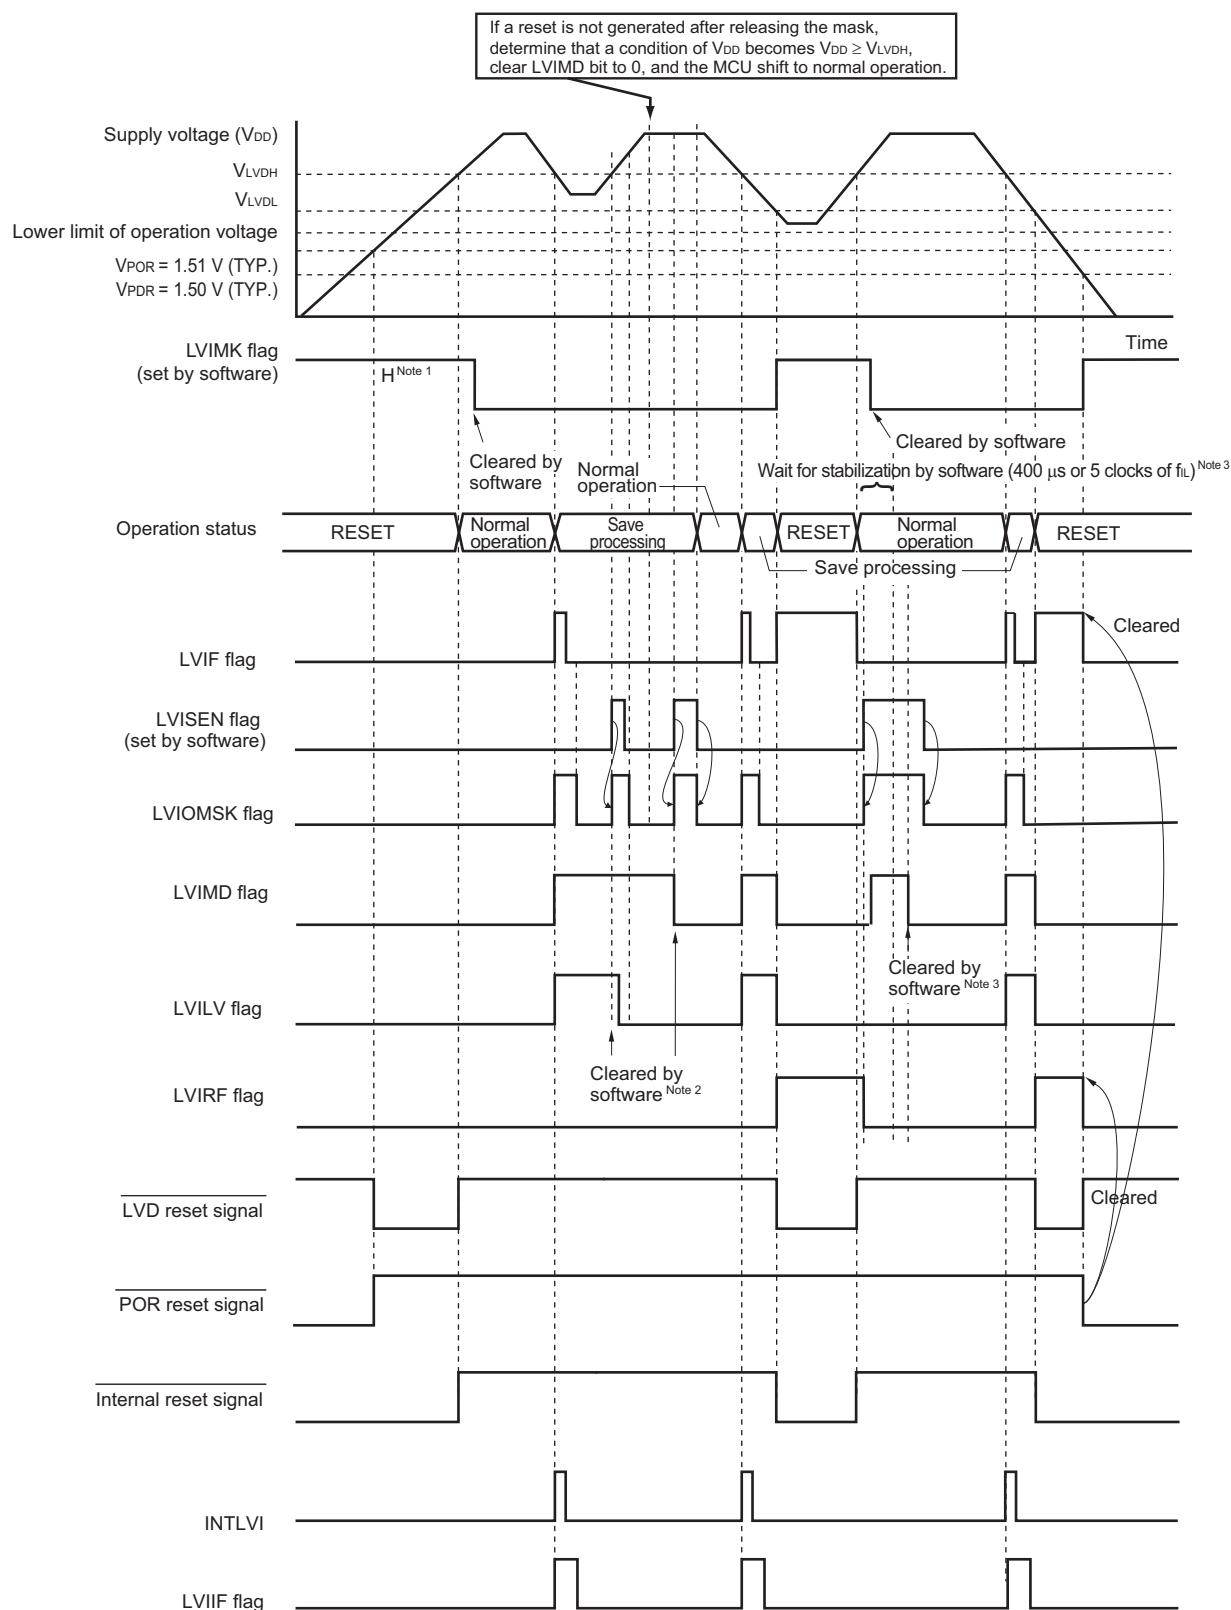 If a reset is not generated after releasing the mask,
determine that a condition of VDD becomes VDD ≥ VLVDH,
clear LVIMD bit to 0, and the MCU shift to normal operation.
Supply voltage (VDD)
VLVDH
VLVDL
Lower limit of operation voltage
VPOR = 1.51 V (TYP.)
VPDR = 1.50 V (TYP.)
Time
LVIMK flag
(set by software)
H Note 1
Cleared by
software
Cleared by software
Normal
operation
Wait for stabilization by software (400 μs or 5 clocks of fIL) Note 3
Operation status
RESET
Normal
operation
Save
processing
RESET
Normal
operation
RESET
Save processing
LVIF flag
Cleared
LVISEN flag
(set by software)
LVIOMSK flag
LVIMD flag
Cleared by
software Note 3
LVILV flag
Cleared by
software Note 2
LVIRF flag
LVD reset signal
Cleared
POR reset signal
Internal reset signal
INTLVI
LVIIF flag